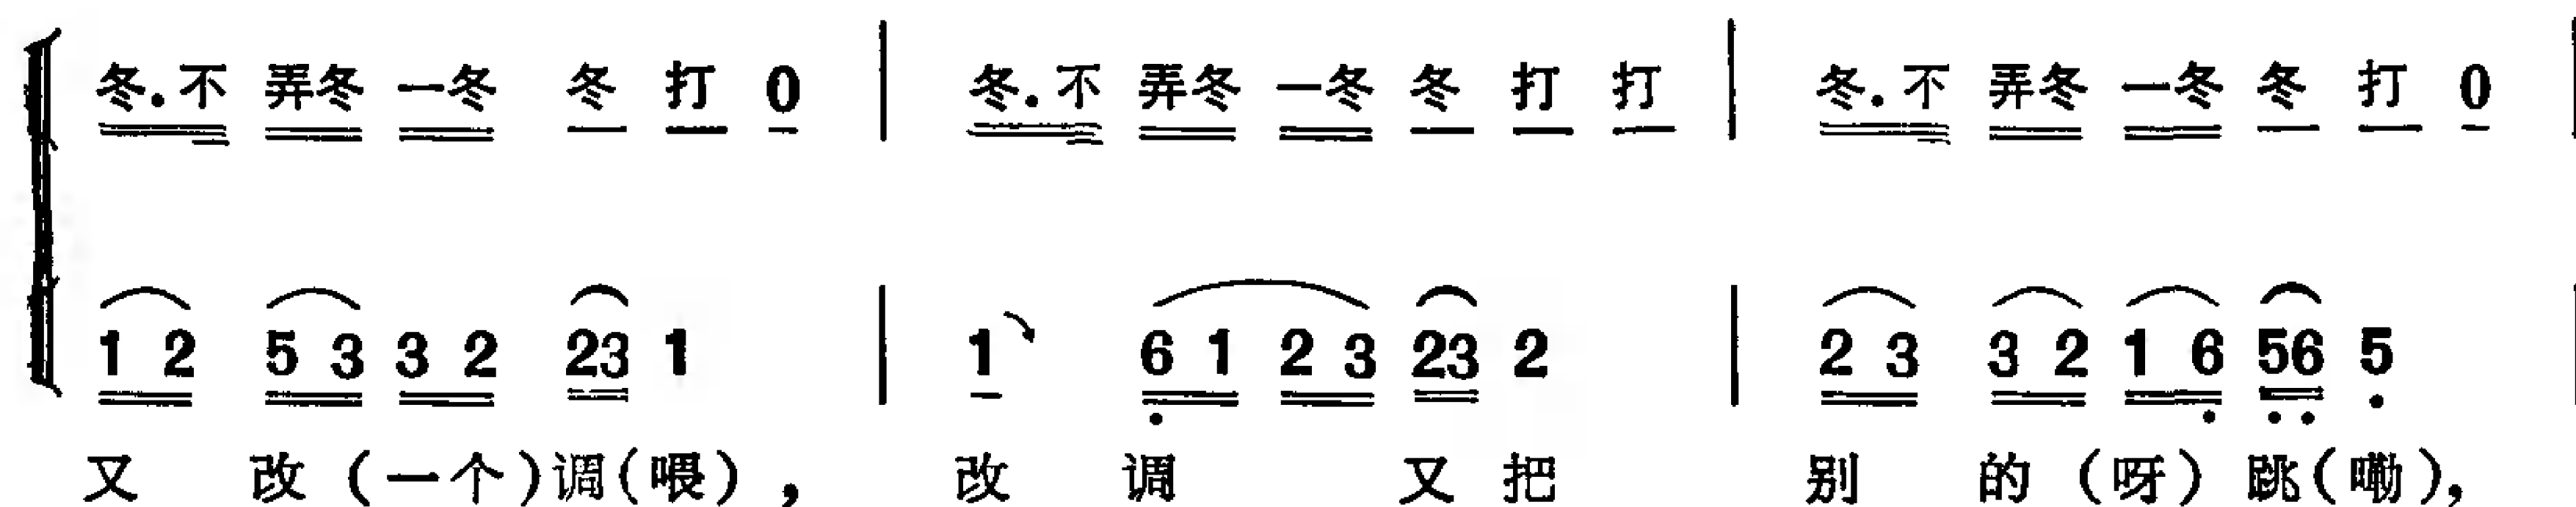 冬.不 弄冬 一冬 冬 打 0 | 冬.不 弄冬 一冬 冬 打 打 | 冬.不 弄冬 一冬 冬 打 0
1 2 5 3 3 2 23 1 | 1 6 1 2 3 23 2 | 2 3 3 2 1 6 56 5
又 改(一个)调(喂), 改 调 又把 别 的(呀)跳(嘞),